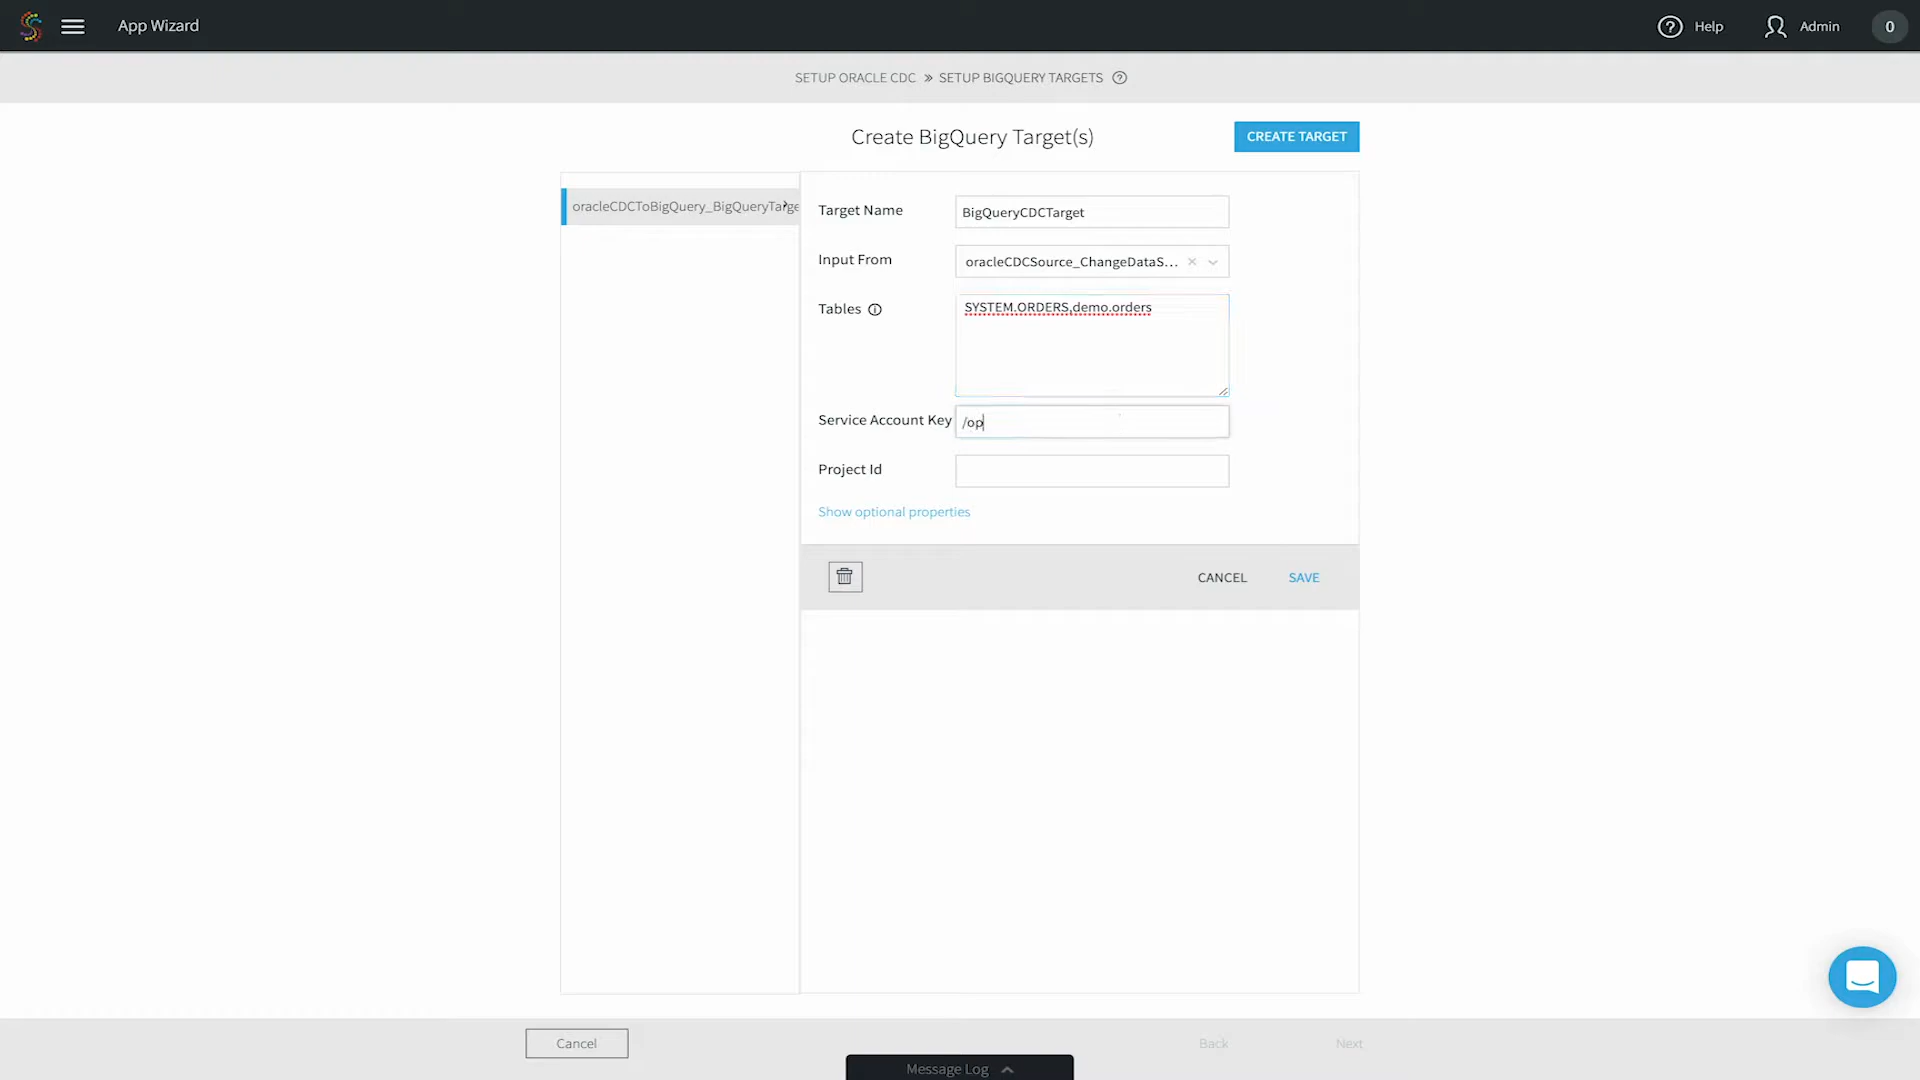 App Wizard
Help
Admin
0
SETUP ORACLE CDC » SETUP BIGQUERY TARGETS
Create BigQuery Target(s)
CREATE TARGET
oracleCDCToBigQuery_BigQueryTarge
Target Name
BigQueryCDCTarget
Input From
oracleCDCSource_ChangeDataS...
Tables
SYSTEM.ORDERS,demo.orders
Service Account Key
/op
Project Id
Show optional properties
CANCEL
SAVE
Cancel
Back
Next
Message Log